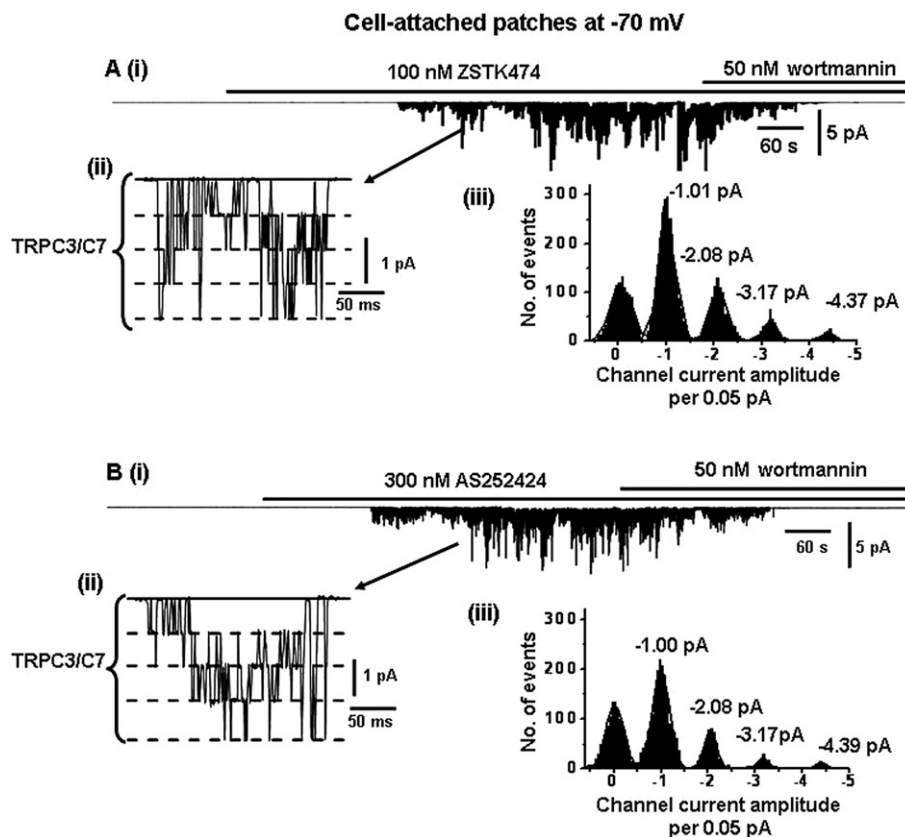 Cell-attached patches at -70 mV
A (i)
100 nM ZSTK474
50 nM wortmannin
60 s
5 pA
(ii)
TRPC3/C7
1 pA
50 ms
(iii)
No. of events
300
200
100
0
-1.01 pA
-2.08 pA
-3.17 pA
-4.37 pA
0 -1 -2 -3 -4 -5
Channel current amplitude
per 0.05 pA
B (i)
300 nM AS252424
50 nM wortmannin
60 s
5 pA
(ii)
TRPC3/C7
1 pA
50 ms
(iii)
No. of events
300
200
100
0
-1.00 pA
-2.08 pA
-3.17 pA
-4.39 pA
0 -1 -2 -3 -4 -5
Channel current amplitude
per 0.05 pA